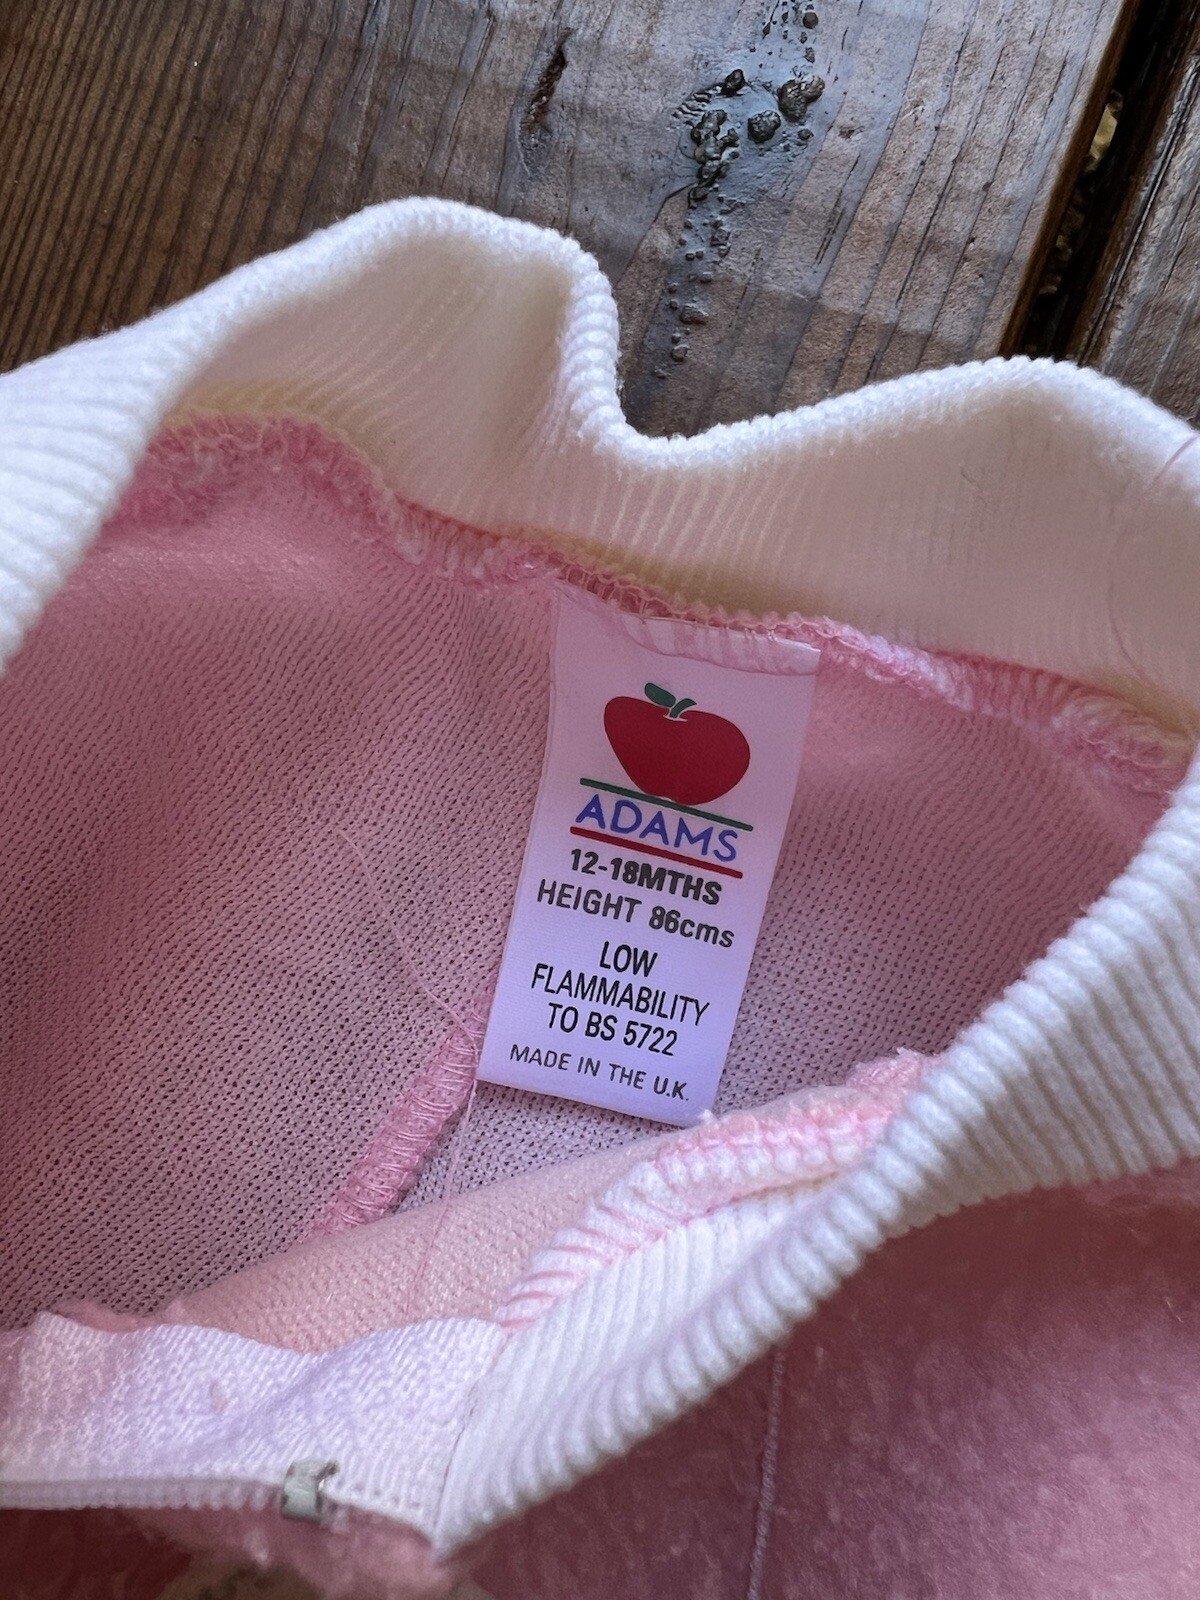 ADAMS
12-18MTHS
HEIGHT 86cms
LOW
FLAMMABILITY
TO BS 5722
MADE IN THE U.K.